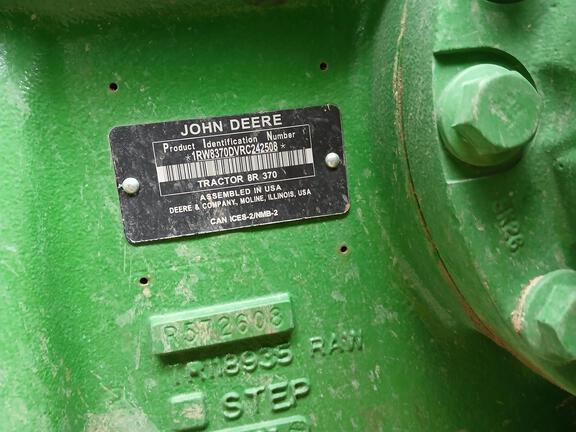 JOHN DEERE
Product Identification Number
*1RW8370DVRC242508*
TRACTOR 8R 370
ASSEMBLED IN USA
DEERE & COMPANY, MOLINE, ILLINOIS, USA
CAN ICES-2/NMB-2
R572608
RAW
STEP